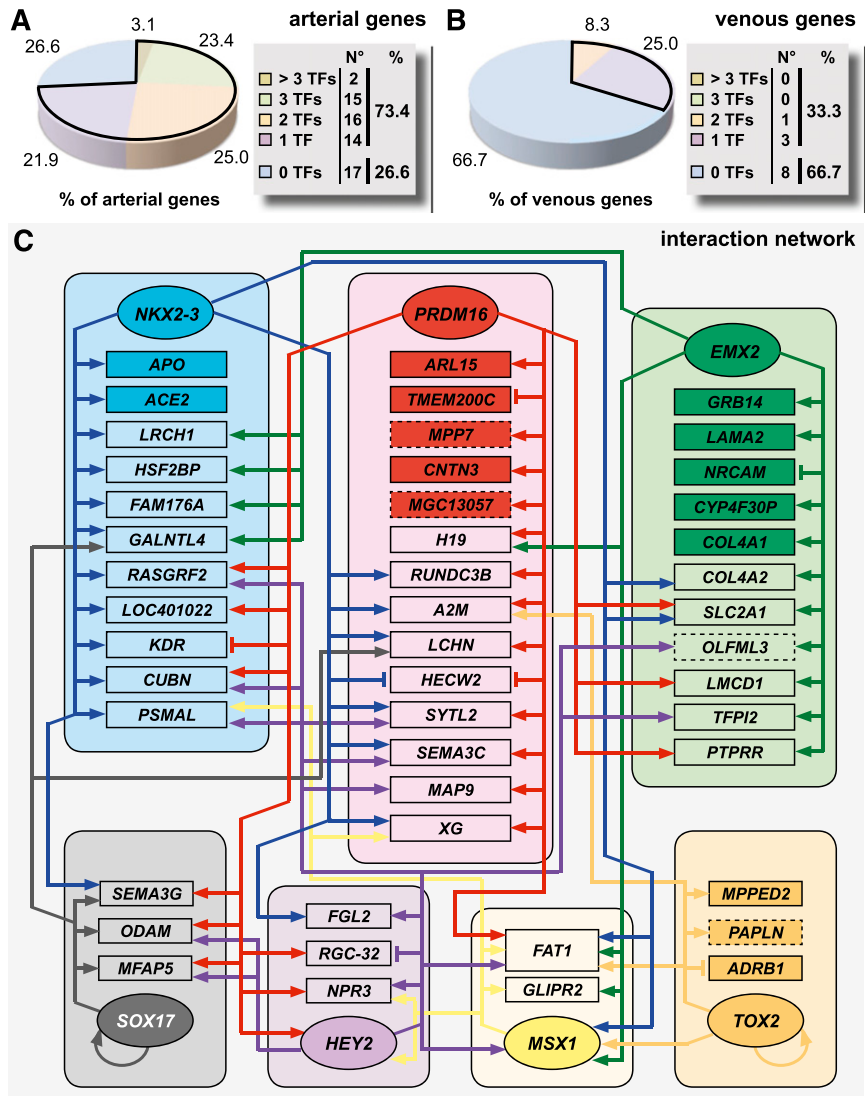 A
arterial genes
3.1
23.4
26.6
21.9
25.0
% of arterial genes
N° %
> 3 TFs 2
3 TFs 15
2 TFs 16
1 TF 14
73.4
0 TFs 17 26.6
B
venous genes
8.3
25.0
66.7
% of venous genes
N° %
> 3 TFs 0
3 TFs 0
2 TFs 1
1 TF 3
33.3
0 TFs 8 66.7
C
interaction network
NKX2-3
APO
ACE2
LRCH1
HSF2BP
FAM176A
GALNTL4
RASGRF2
LOC401022
KDR
CUBN
PSMAL
PRDM16
ARL15
TMEM200C
MPP7
CNTN3
MGC13057
H19
RUNDC3B
A2M
LCHN
HECW2
SYTL2
SEMA3C
MAP9
XG
EMX2
GRB14
LAMA2
NRCAM
CYP4F30P
COL4A1
COL4A2
SLC2A1
OLFML3
LMCD1
TFPI2
PTPRR
SEMA3G
ODAM
MFAP5
SOX17
FGL2
RGC-32
NPR3
HEY2
FAT1
GLIPR2
MSX1
MPPED2
PAPLN
ADRB1
TOX2